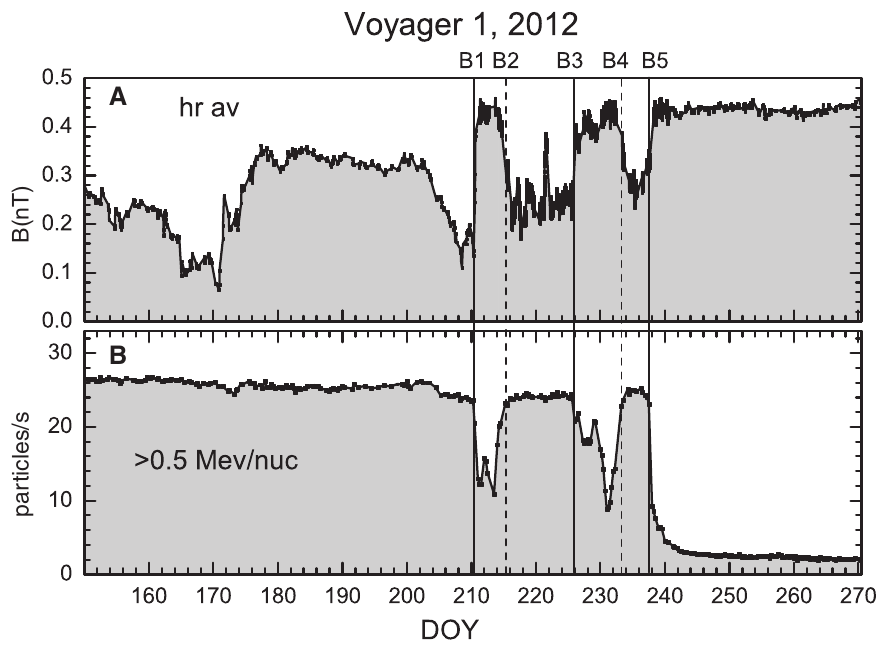 Voyager 1, 2012
B1 B2 B3 B4 B5
A
hr av
0.5
0.4
0.3
0.2
0.1
0.0
B(nT)
B
>0.5 Mev/nuc
30
20
10
0
particles/s
160 170 180 190 200 210 220 230 240 250 260 270
DOY